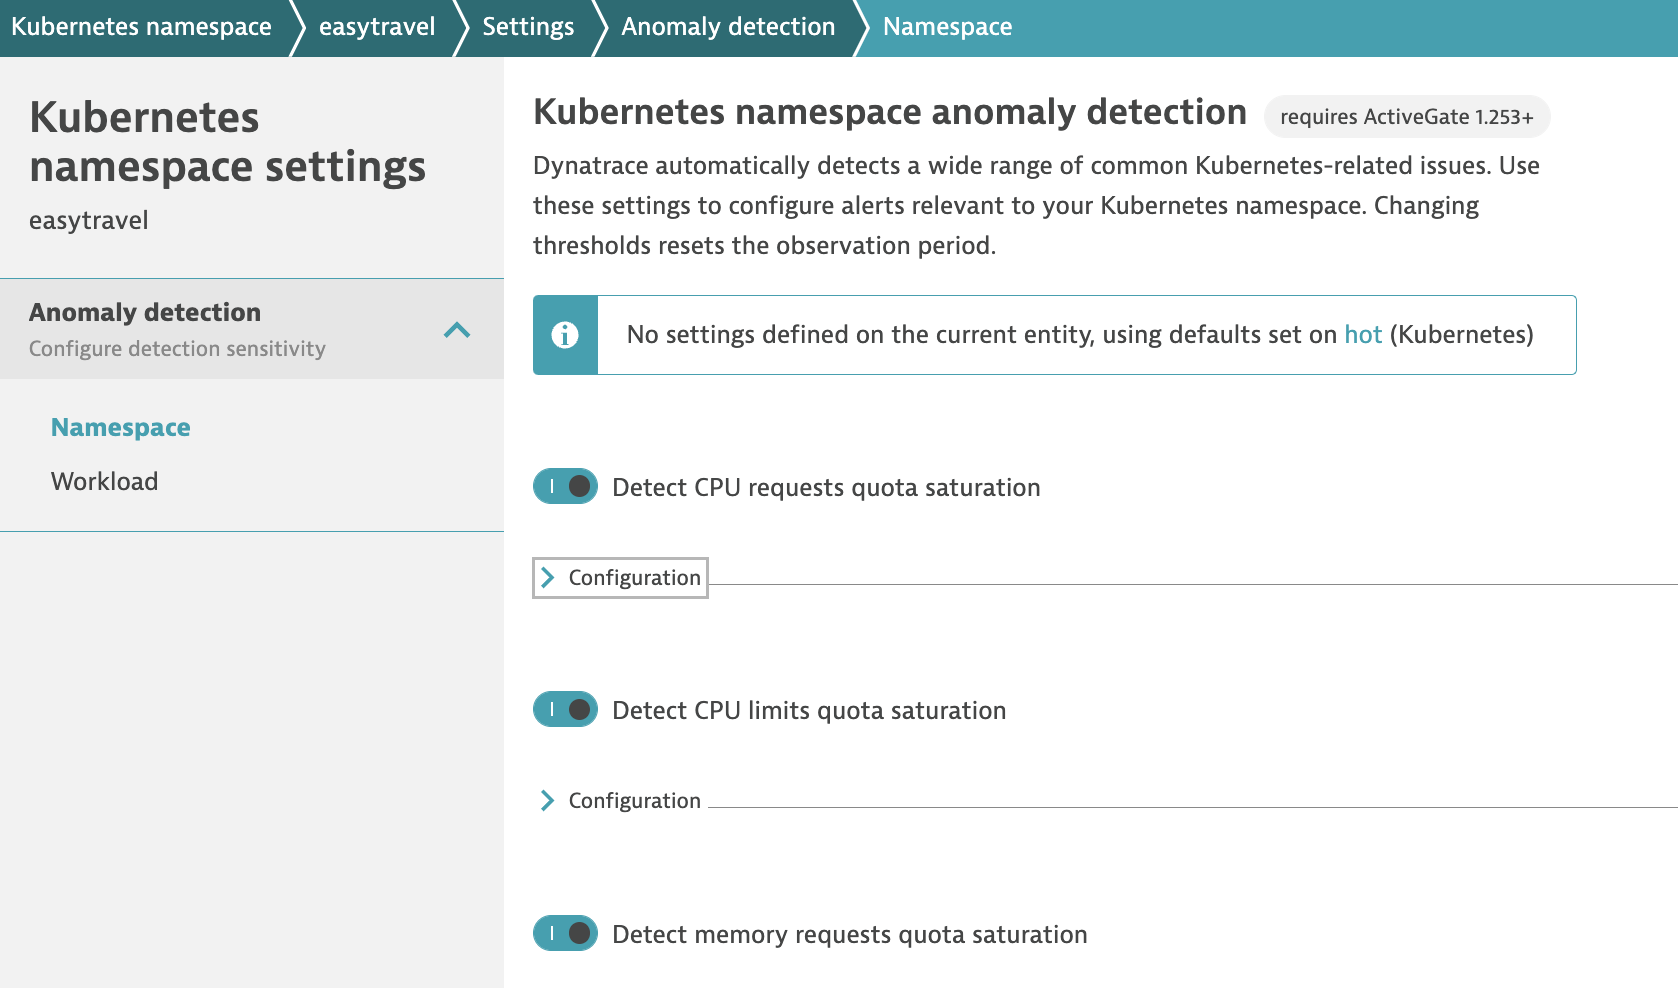 Kubernetes namespace
easytravel
Settings
Anomaly detection
Namespace
Kubernetes
namespace settings
easytravel
Anomaly detection
Configure detection sensitivity
Namespace
Workload
Kubernetes namespace anomaly detection
requires ActiveGate 1.253+
Dynatrace automatically detects a wide range of common Kubernetes-related issues. Use
these settings to configure alerts relevant to your Kubernetes namespace. Changing
thresholds resets the observation period.
No settings defined on the current entity, using defaults set on hot (Kubernetes)
Detect CPU requests quota saturation
Configuration
Detect CPU limits quota saturation
Configuration
Detect memory requests quota saturation